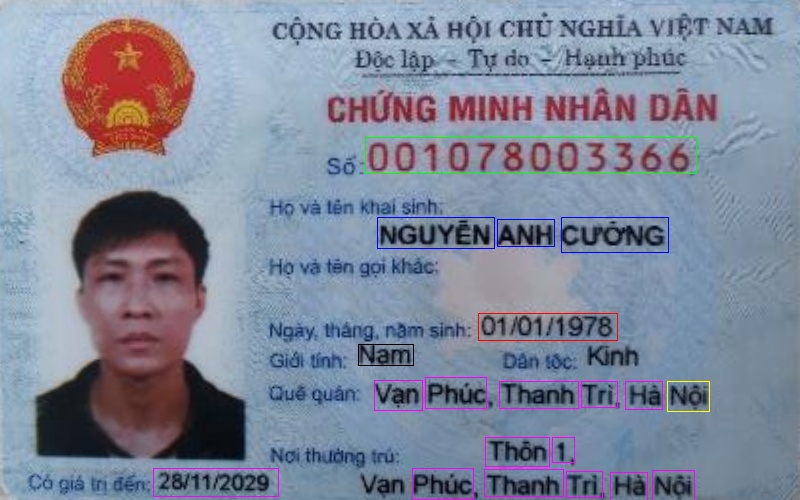 CỘNG HÒA XÃ HỘI CHỦ NGHĨA VIỆT NAM
Độc lập - Tự do - Hạnh phúc
CHỨNG MINH NHÂN DÂN
Số: 001078003366
Họ và tên khai sinh:
NGUYỄN ANH CƯỜNG
Họ và tên gọi khác:
Ngày, tháng, năm sinh: 01/01/1978
Giới tính: Nam Dân tộc: Kinh
Quê quán: Vạn Phúc, Thanh Trì, Hà Nội
Nơi thường trú: Thôn 1,
Có giá trị đến: 28/11/2029 Vạn Phúc, Thanh Trì, Hà Nội